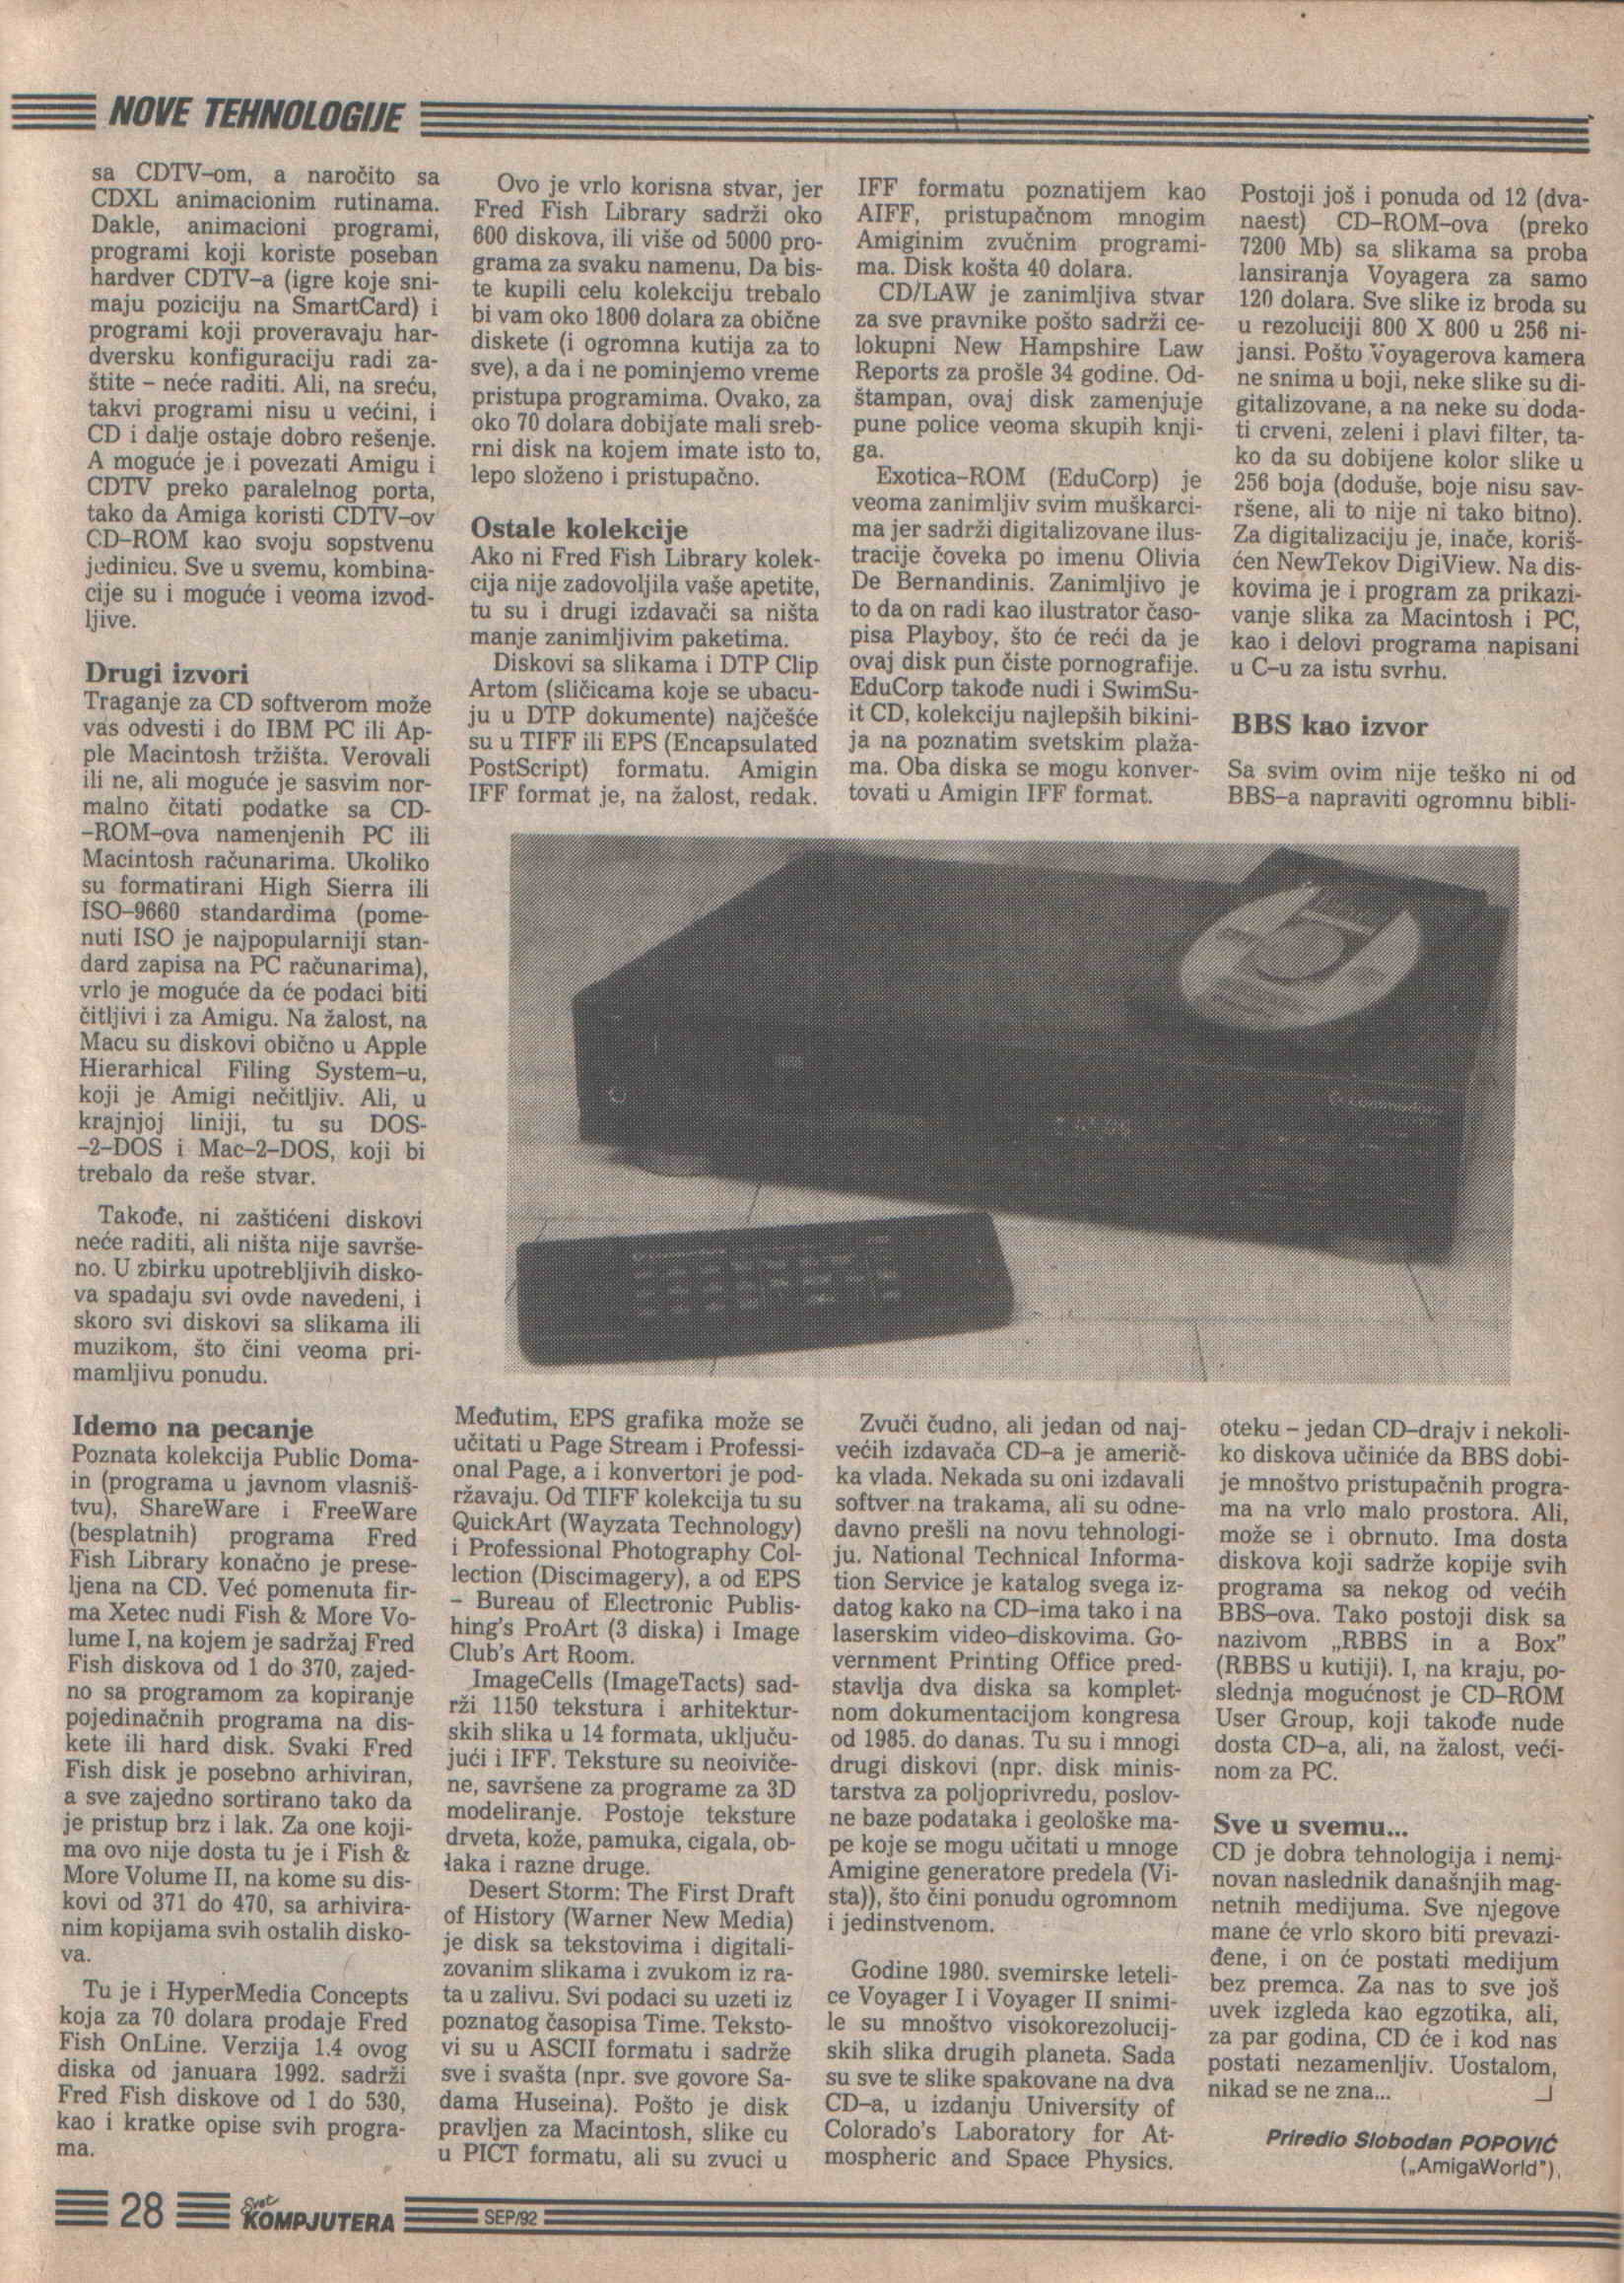 NOVE TEHNOLOGIJE
sa CDTV–om, a naročito sa
CDXL animacionim rutinama.
Dakle, animacioni programi,
programi koji koriste poseban
hardver CDTV–a (igre koje sni-
maju poziciju na SmartCard) i
programi koji proveravaju har-
dversku konfiguraciju radi za-
štite – neće raditi. Ali, na sreću,
takvi programi nisu u većini, i
CD i dalje ostaje dobro rešenje.
A moguće je i povezati Amigu i
CDTV preko paralelnog porta,
tako da Amiga koristi CDTV–ov
CD–ROM kao svoju sopstvenu
jedinicu. Sve u svemu, kombina-
cije su i moguće i veoma izvod-
ljive.
Drugi izvori
Traganje za CD softverom može
vas odvesti i do IBM PC ili Ap-
ple Macintosh tržišta. Verovali
ili ne, ali moguće je sasvim nor-
malno čitati podatke sa CD-
–ROM–ova namenjenih PC ili
Macintosh računarima. Ukoliko
su formatirani High Sierra ili
ISO–9660 standardima (pome-
nuti ISO je najpopularniji stan-
dard zapisa na PC računarima),
vrlo je moguće da će podaci biti
čitljivi i za Amigu. Na žalost, na
Macu su diskovi obično u Apple
Hierarhical Filing System–u,
koji je Amigi nečitljiv. Ali, u
krajnjoj liniji, tu su DOS-
–2–DOS i Mac–2–DOS, koji bi
trebalo da reše stvar.
Takođe, ni zaštićeni diskovi
neće raditi, ali ništa nije savrše-
no. U zbirku upotrebljivih disko-
va spadaju svi ovde navedeni, i
skoro svi diskovi sa slikama ili
muzikom, što čini veoma pri-
mamljivu ponudu.
Idemo na pecanje
Poznata kolekcija Public Doma-
in (programa u javnom vlasniš-
tvu), ShareWare i FreeWare
(besplatnih) programa Fred
Fish Library konačno je prese-
ljena na CD. Već pomenuta fir-
ma Xetec nudi Fish & More Vo-
lume I, na kojem je sadržaj Fred
Fish diskova od 1 do 370, zajed-
no sa programom za kopiranje
pojedinačnih programa na dis-
kete ili hard disk. Svaki Fred
Fish disk je posebno arhiviran,
a sve zajedno sortirano tako da
je pristup brz i lak. Za one koji-
ma ovo nije dosta tu je i Fish &
More Volume II, na kome su dis-
kovi od 371 do 470, sa arhivira-
nim kopijama svih ostalih disko-
va.
Tu je i HyperMedia Concepts
koja za 70 dolara prodaje Fred
Fish OnLine. Verzija 1.4 ovog
diska od januara 1992. sadrži
Fred Fish diskove od 1 do 530,
kao i kratke opise svih progra-
ma.
Ovo je vrlo korisna stvar, jer
Fred Fish Library sadrži oko
600 diskova, ili više od 5000 pro-
grama za svaku namenu, Da bis-
te kupili celu kolekciju trebalo
bi vam oko 1800 dolara za obične
diskete (i ogromna kutija za to
sve), a da i ne pominjemo vreme
pristupa programima. Ovako, za
oko 70 dolara dobijate mali sreb-
rni disk na kojem imate isto to,
lepo složeno i pristupačno.
Ostale kolekcije
Ako ni Fred Fish Library kolek-
cija nije zadovoljila vaše apetite,
tu su i drugi izdavači sa ništa
manje zanimljivim paketima.
Diskovi sa slikama i DTP Clip
Artom (sličicama koje se ubacu-
ju u DTP dokumente) najčešće
su u TIFF ili EPS (Encapsulated
PostScript) formatu. Amigin
IFF format je, na žalost, redak.
Međutim, EPS grafika može se
učitati u Page Stream i Professi-
onal Page, a i konvertori je pod-
ržavaju. Od TIFF kolekcija tu su
QuickArt (Wayzata Technology)
i Professional Photography Col-
lection (Discimagery), a od EPS
– Bureau of Electronic Publis-
hing's ProArt (3 diska) i Image
Club's Art Room.
ImageCells (ImageTacts) sad-
rži 1150 tekstura i arhitektur-
skih slika u 14 formata, uključu-
jući i IFF. Teksture su neoiviče-
ne, savršene za programe za 3D
modeliranje. Postoje teksture
drveta, kože, pamuka, cigala, ob-
laka i razne druge.
Desert Storm: The First Draft
of History (Warner New Media)
je disk sa tekstovima i digitali-
zovanim slikama i zvukom iz ra-
ta u zalivu. Svi podaci su uzeti iz
poznatog časopisa Time. Teksto-
vi su u ASCII formatu i sadrže
sve i svašta (npr. sve govore Sa-
dama Huseina). Pošto je disk
pravljen za Macintosh, slike cu
u PICT formatu, ali su zvuci u
IFF formatu poznatijem kao
AIFF, pristupačnom mnogim
Amiginim zvučnim programi-
ma. Disk košta 40 dolara.
CD/LAW je zanimljiva stvar
za sve pravnike pošto sadrži ce-
lokupni New Hampshire Law
Reports za prošle 34 godine. Od-
štampan, ovaj disk zamenjuje
pune police veoma skupih knji-
ga.
Exotica–ROM (EduCorp) je
veoma zanimljiv svim muškarci-
ma jer sadrži digitalizovane ilus-
tracije čoveka po imenu Olivia
De Bernandinis. Zanimljivo je
to da on radi kao ilustrator časo-
pisa Playboy, što će reći da je
ovaj disk pun čiste pornografije.
EduCorp takođe nudi i SwimSu-
it CD, kolekciju najlepših bikini-
ja na poznatim svetskim plaža-
ma. Oba diska se mogu konver-
tovati u Amigin IFF format.
Zvuči čudno, ali jedan od naj-
većih izdavača CD–a je američ-
ka vlada. Nekada su oni izdavali
softver na trakama, ali su odne-
davno prešli na novu tehnologi-
ju. National Technical Informa-
tion Service je katalog svega iz-
datog kako na CD–ima tako i na
laserskim video–diskovima. Go-
vernment Printing Office pred-
stavlja dva diska sa komplet-
nom dokumentacijom kongresa
od 1985. do danas. Tu su i mnogi
drugi diskovi (npr. disk minis-
tarstva za poljoprivredu, poslov-
ne baze podataka i geološke ma-
pe koje se mogu učitati u mnoge
Amigine generatore predela (Vi-
sta)), što čini ponudu ogromnom
i jedinstvenom.
Godine 1980. svemirske leteli-
ce Voyager I i Voyager II snimi-
le su mnoštvo visokorezolucij-
skih slika drugih planeta. Sada
su sve te slike spakovane na dva
CD–a, u izdanju University of
Colorado's Laboratory for At-
mospheric and Space Physics.
Postoji još i ponuda od 12 (dva-
naest) CD–ROM–ova (preko
7200 Mb) sa slikama sa proba
lansiranja Voyagera za samo
120 dolara. Sve slike iz broda su
u rezoluciji 800 X 800 u 256 ni-
jansi. Pošto Voyagerova kamera
ne snima u boji, neke slike su di-
gitalizovane, a na neke su doda-
ti crveni, zeleni i plavi filter, ta-
ko da su dobijene kolor slike u
256 boja (doduše, boje nisu sav-
ršene, ali to nije ni tako bitno).
Za digitalizaciju je, inače, koriš-
ćen NewTekov DigiView. Na dis-
kovima je i program za prikazi-
vanje slika za Macintosh i PC,
kao i delovi programa napisani
u C–u za istu svrhu.
BBS kao izvor
Sa svim ovim nije teško ni od
BBS–a napraviti ogromnu bibli-
oteku – jedan CD–drajv i nekoli-
ko diskova učiniće da BBS dobi-
je mnoštvo pristupačnih progra-
ma na vrlo malo prostora. Ali,
može se i obrnuto. Ima dosta
diskova koji sadrže kopije svih
programa sa nekog od većih
BBS–ova. Tako postoji disk sa
nazivom „RBBS in a Box”
(RBBS u kutiji). I, na kraju, po-
slednja mogućnost je CD–ROM
User Group, koji takođe nude
dosta CD–a, ali, na žalost, veći-
nom za PC.
Sve u svemu...
CD je dobra tehnologija i nemi-
novan naslednik današnjih mag-
netnih medijuma. Sve njegove
mane će vrlo skoro biti prevazi-
đene, i on će postati medijum
bez premca. Za nas to sve još
uvek izgleda kao egzotika, ali,
za par godina, CD će i kod nas
postati nezamenljiv. Uostalom,
nikad se ne zna...
Priredio Slobodan POPOVIĆ
(„AmigaWorld”),
Commodore
28
Svet KOMPJUTERA
SEP/92